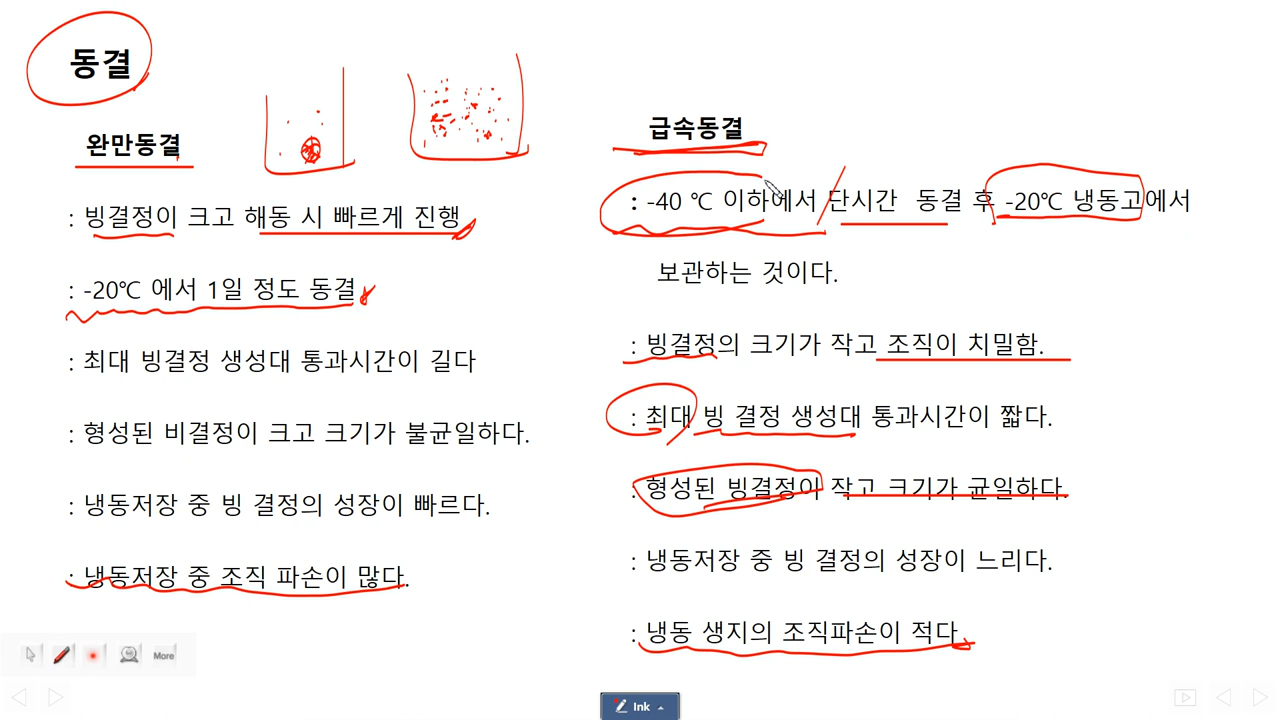 동결
완만동결
: 빙결정이 크고 해동 시 빠르게 진행
: -20℃ 에서 1일 정도 동결
: 최대 빙결정 생성대 통과시간이 길다
: 형성된 비결정이 크고 크기가 불균일하다.
: 냉동저장 중 빙 결정의 성장이 빠르다.
: 냉동저장 중 조직 파손이 많다.
급속동결
: -40 ℃ 이하에서 단시간 동결 후 -20℃ 냉동고에서
보관하는 것이다.
: 빙결정의 크기가 작고 조직이 치밀함.
: 최대 빙 결정 생성대 통과시간이 짧다.
: 형성된 빙결정이 작고 크기가 균일하다.
: 냉동저장 중 빙 결정의 성장이 느리다.
: 냉동 생지의 조직파손이 적다.
More
Ink